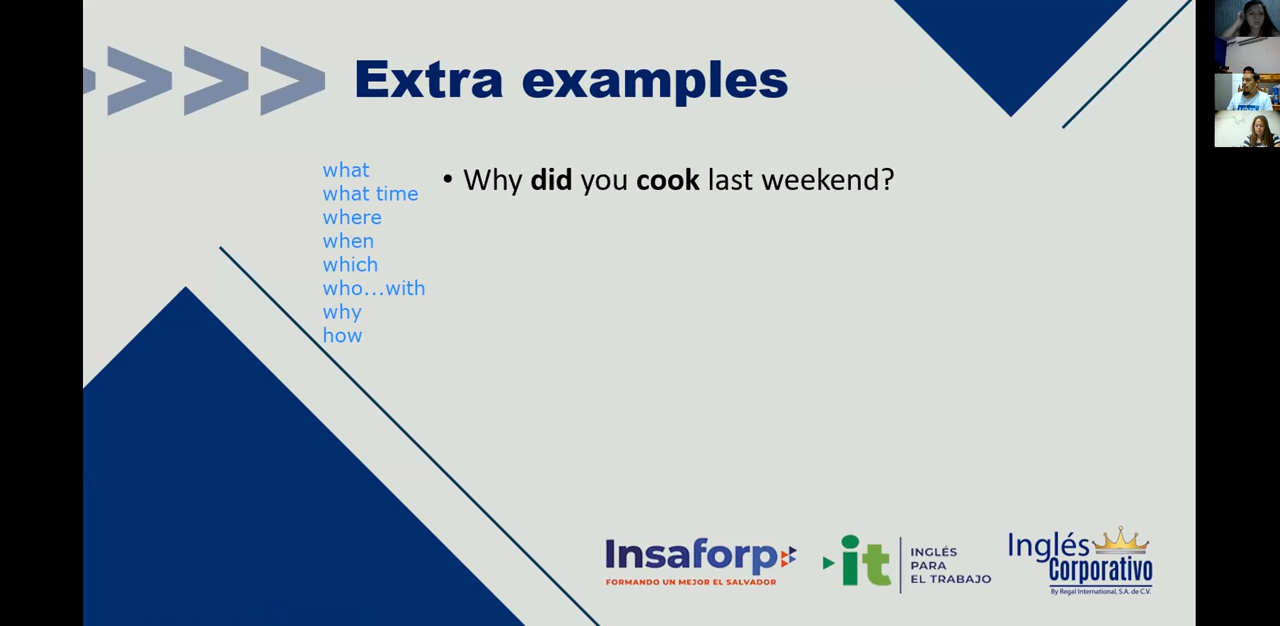 Extra examples
what
what time
where
when
which
who...with
why
how
• Why did you cook last weekend?
Insaforp
FORMANDO UN MEJOR EL SALVADOR
it
INGLÉS
PARA
EL TRABAJO
Inglés
Corporativo
By Regal International, S.A. de C.V.